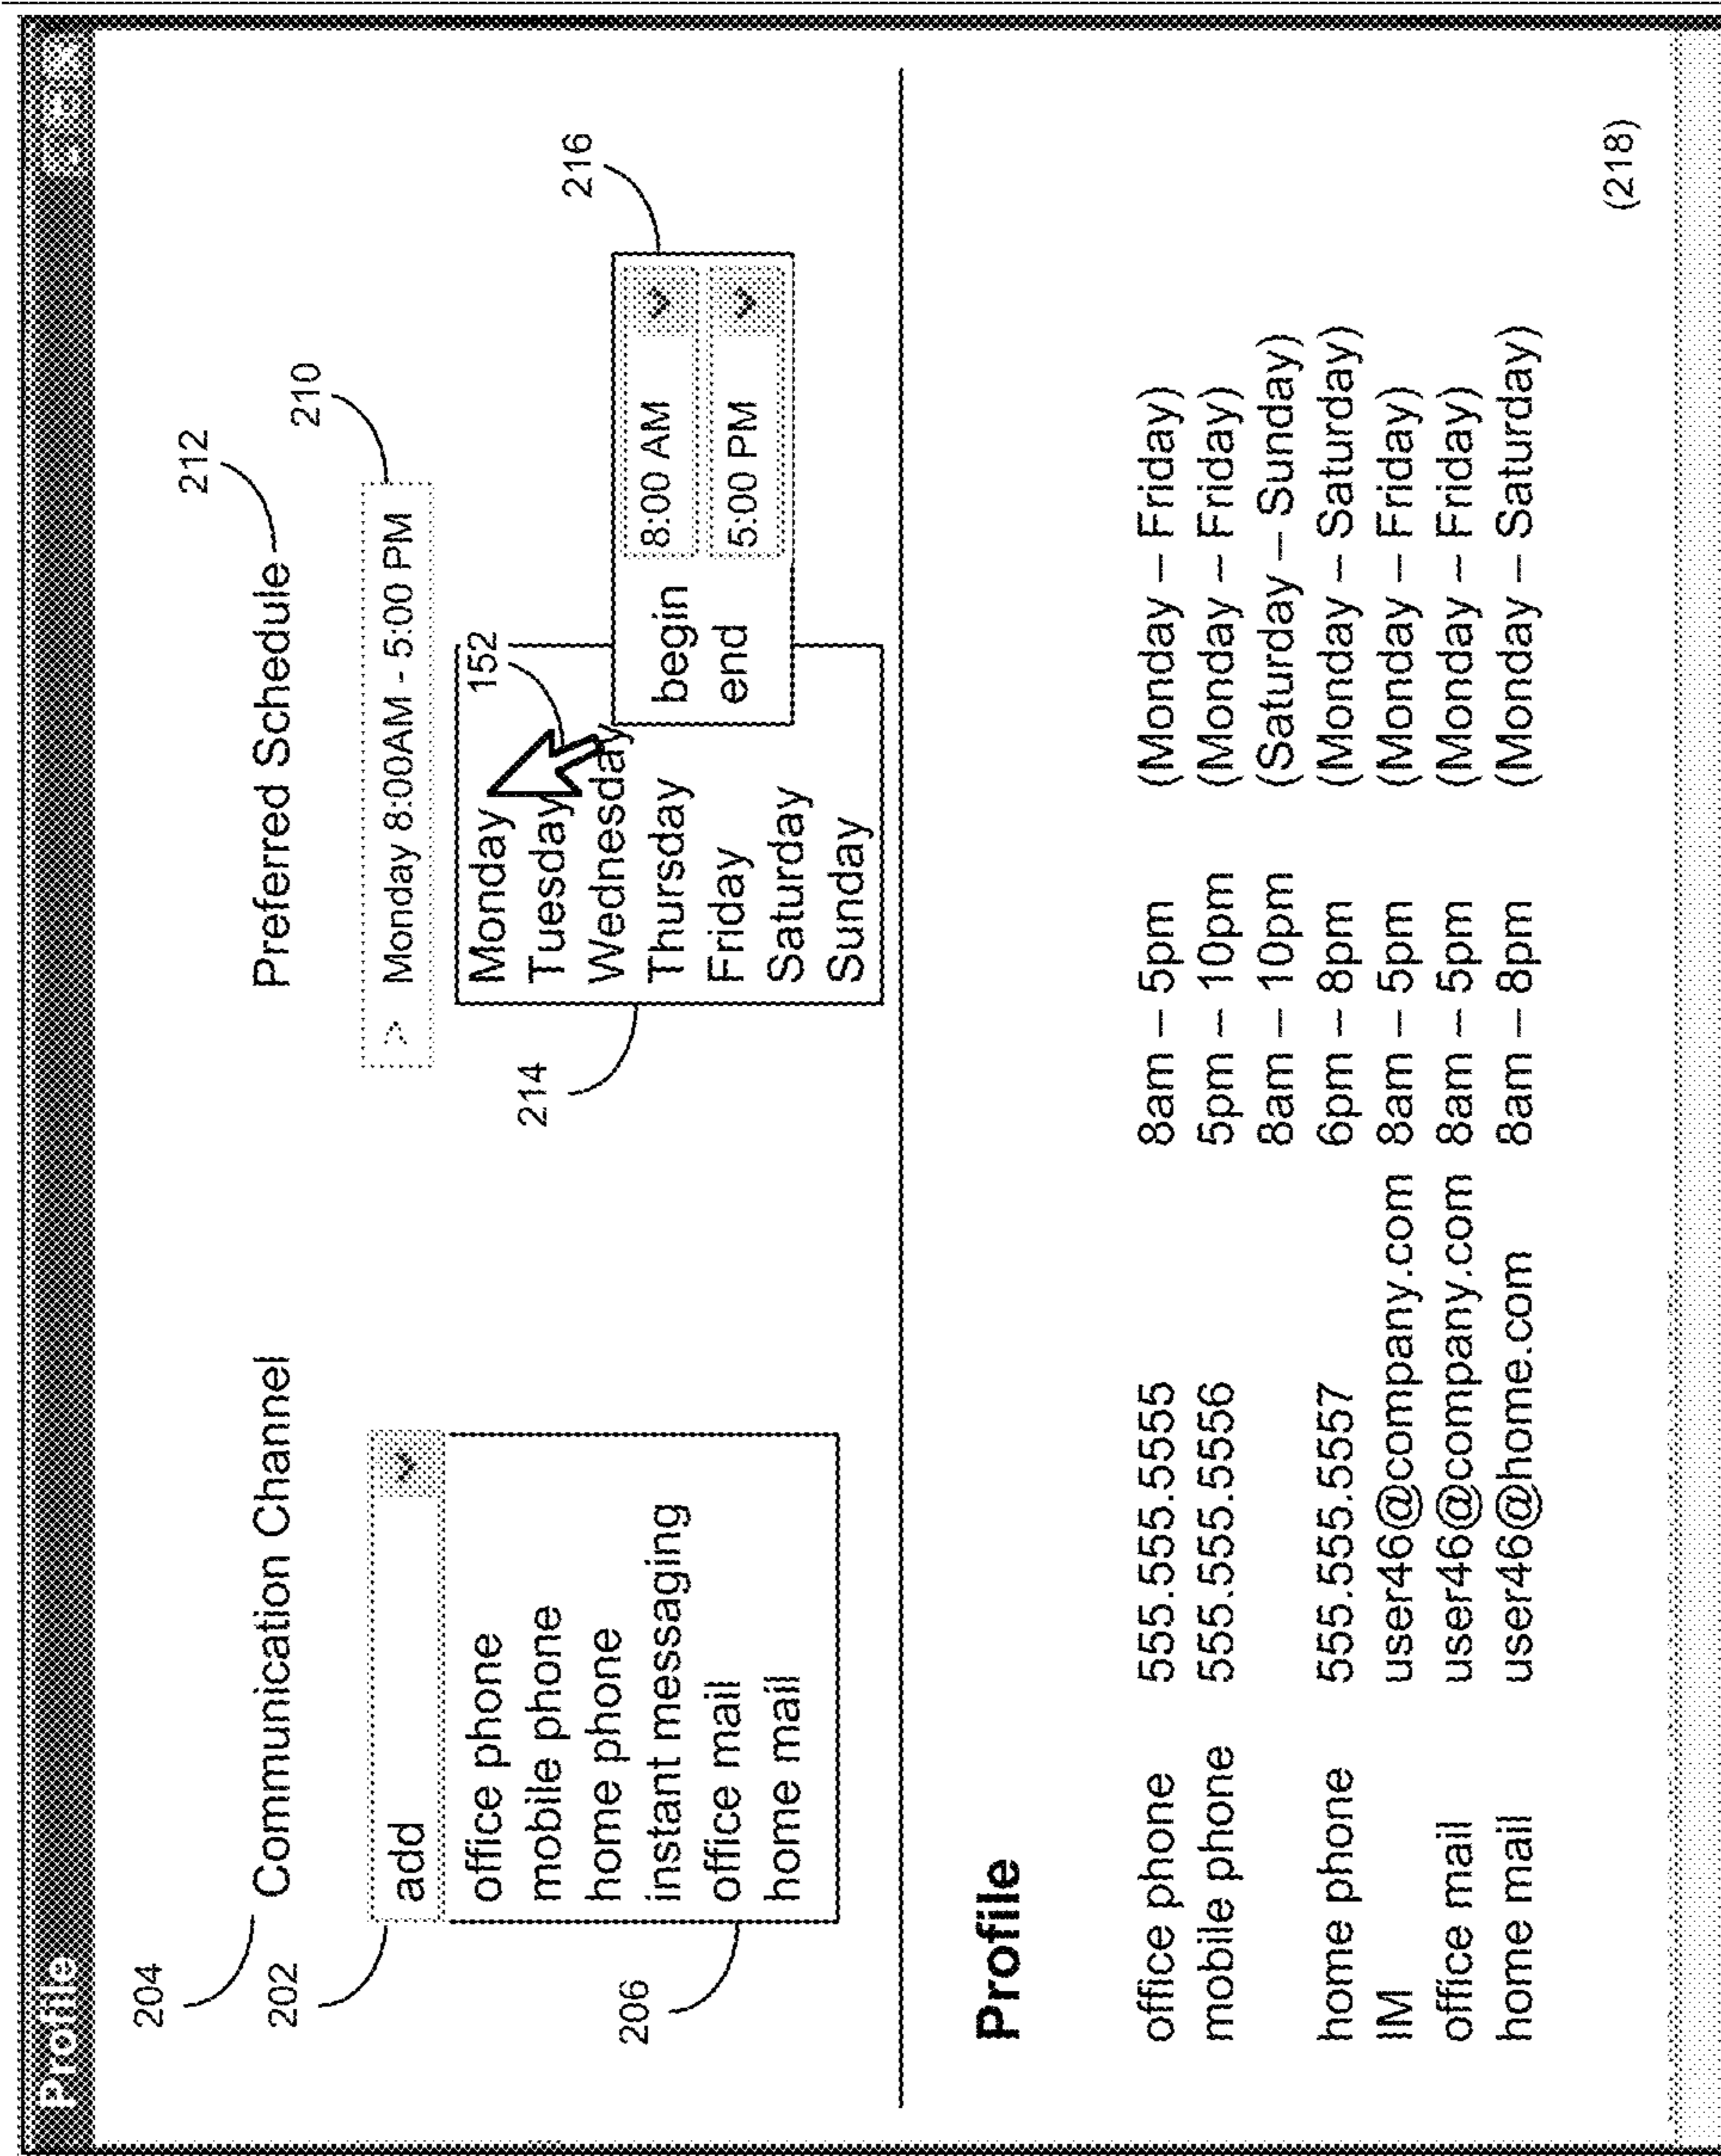 Profile
204
Communication Channel
202
add
206
office phone
mobile phone
home phone
instant messaging
office mail
home mail
212
Preferred Schedule
210
> Monday 8:00AM - 5:00 PM
152
214
Monday
Tuesday
Wednesday
Thursday
Friday
Saturday
Sunday
216
begin 8:00 AM
end 5:00 PM
Profile
office phone 555.555.5555 8am – 5pm (Monday – Friday)
mobile phone 555.555.5556 5pm – 10pm (Monday – Friday)
8am – 10pm (Saturday – Sunday)
home phone 555.555.5557 6pm – 8pm (Monday – Saturday)
IM user46@company.com 8am – 5pm (Monday – Friday)
office mail user46@company.com 8am – 5pm (Monday – Friday)
home mail user46@home.com 8am – 8pm (Monday – Saturday)
(218)